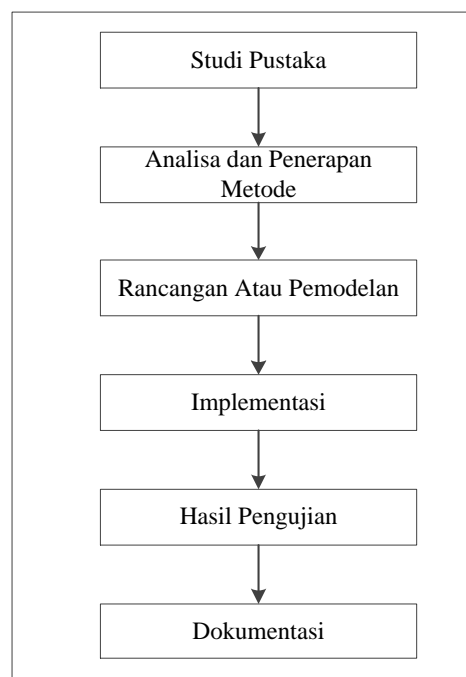 Studi Pustaka
Analisa dan Penerapan
Metode
Rancangan Atau Pemodelan
Implementasi
Hasil Pengujian
Dokumentasi